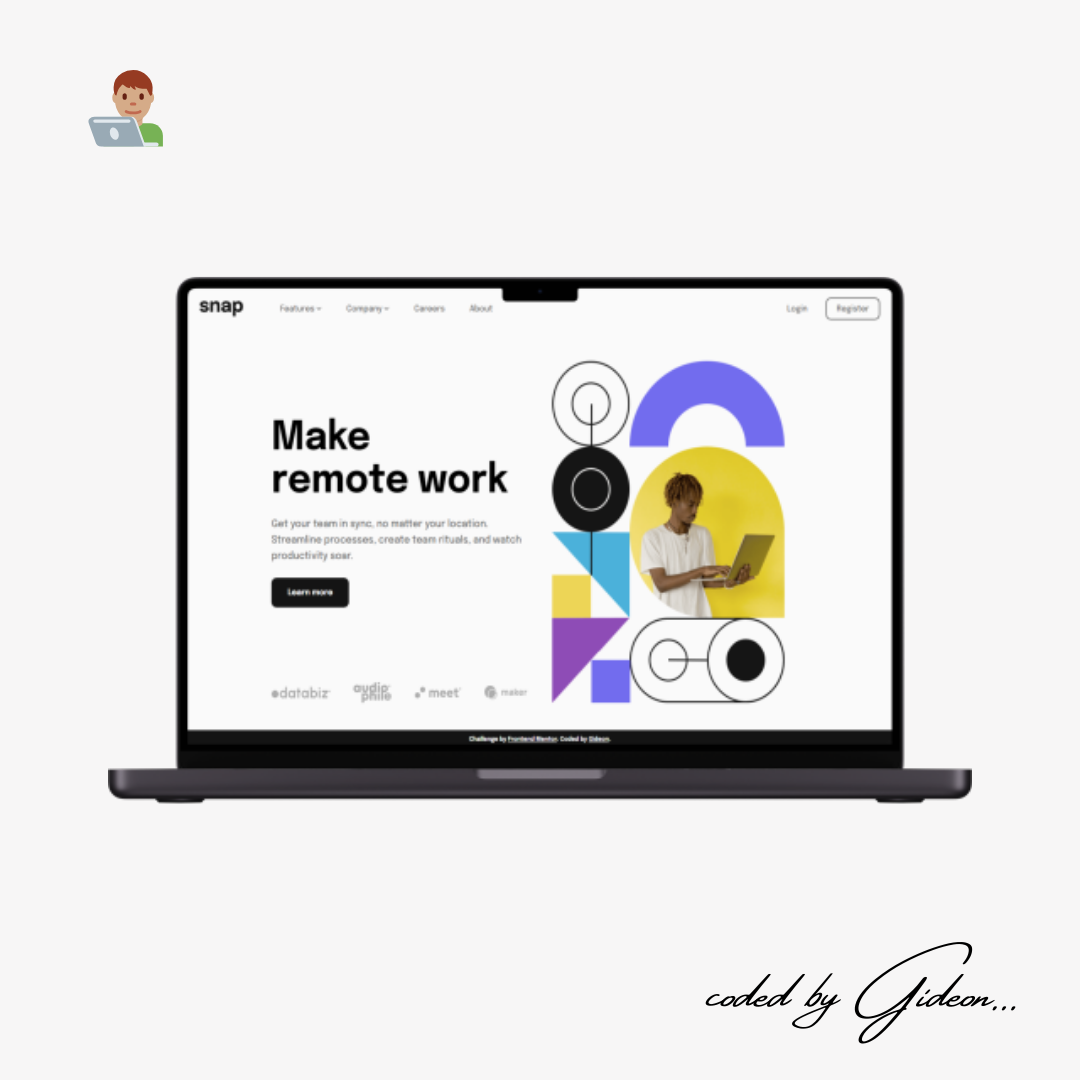 snap
Features
Company
Careers
About
Login
Register
Make
remote work
Get your team in sync, no matter your location.
Streamline processes, create team rituals, and watch
productivity soar.
Learn more
databiz
audio
phile
meet
maker
Challenge by Frontend Mentor. Coded by Gideon.
coded by Gideon...